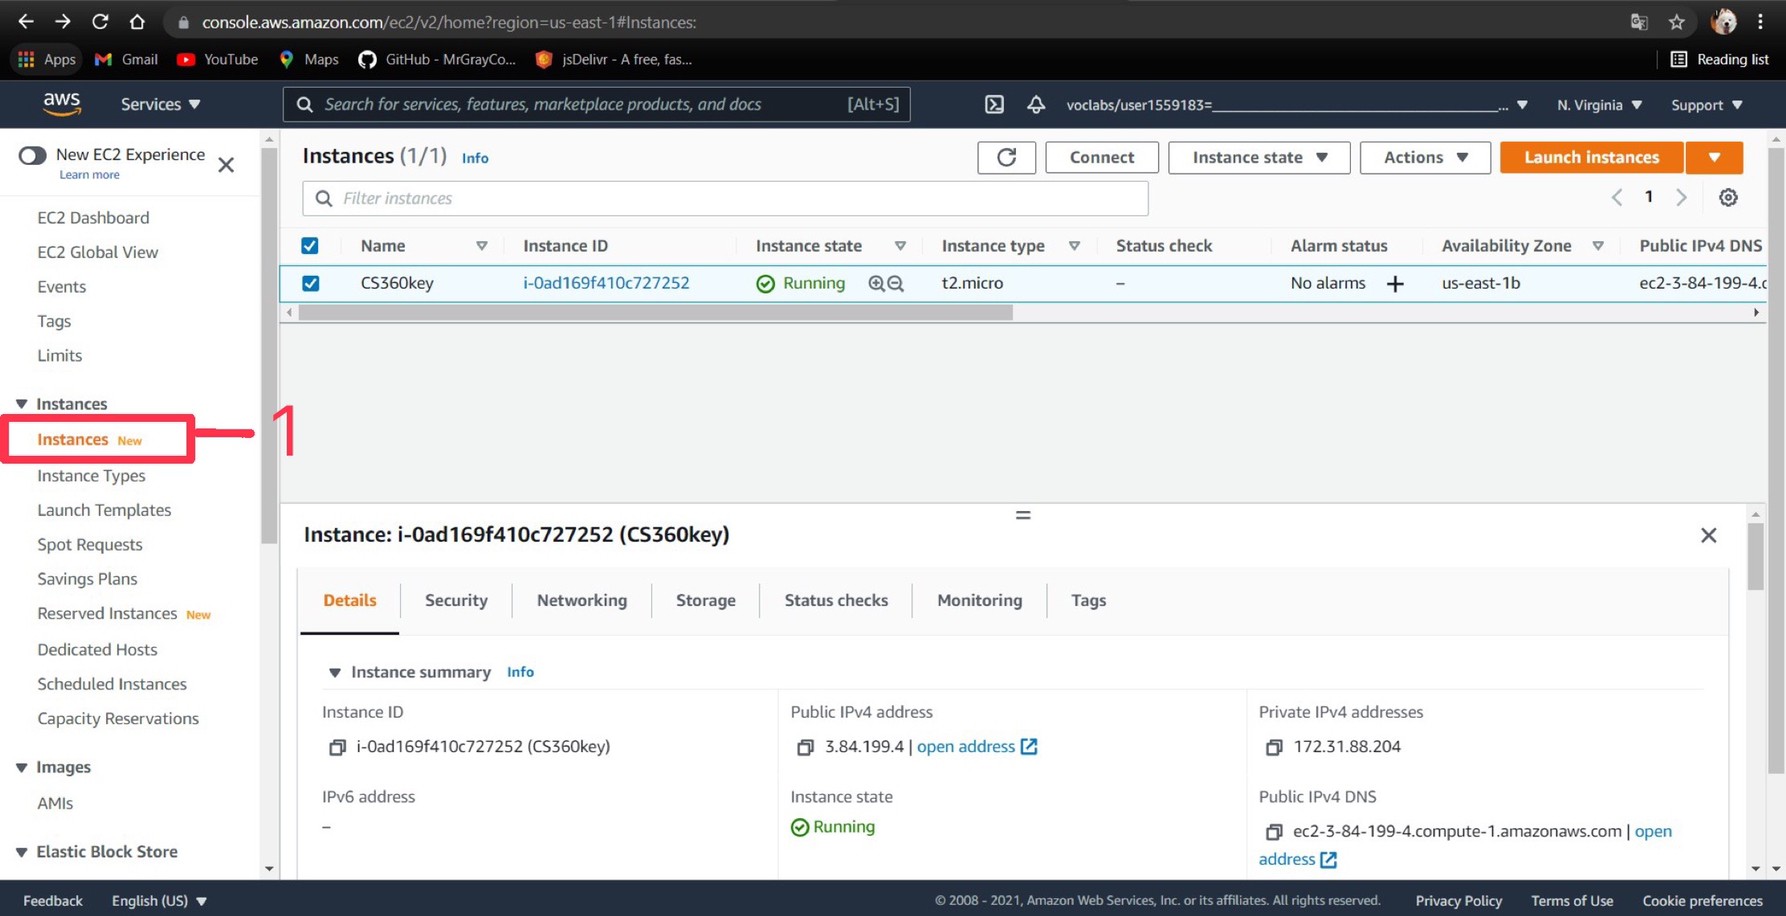 console.aws.amazon.com/ec2/v2/home?region=us-east-1#Instances:
Apps Gmail YouTube Maps GitHub - MrGrayCo... jsDelivr - A free, fas... Reading list
aws Services ▼ Search for services, features, marketplace products, and docs [Alt+S] voclabs/user1559183=____________________________________... ▼ N. Virginia ▼ Support ▼
New EC2 Experience
Learn more
EC2 Dashboard
EC2 Global View
Events
Tags
Limits
Instances
Instances New
1
Instance Types
Launch Templates
Spot Requests
Savings Plans
Reserved Instances New
Dedicated Hosts
Scheduled Instances
Capacity Reservations
Images
AMIs
Elastic Block Store
Instances (1/1) Info
Connect Instance state ▼ Actions ▼ Launch instances ▼
Filter instances
1
Name Instance ID Instance state Instance type Status check Alarm status Availability Zone Public IPv4 DNS
CS360key i-0ad169f410c727252 Running t2.micro – No alarms + us-east-1b ec2-3-84-199-4.c
Instance: i-0ad169f410c727252 (CS360key)
Details Security Networking Storage Status checks Monitoring Tags
Instance summary Info
Instance ID
i-0ad169f410c727252 (CS360key)
Public IPv4 address
3.84.199.4 | open address
Private IPv4 addresses
172.31.88.204
IPv6 address
–
Instance state
Running
Public IPv4 DNS
ec2-3-84-199-4.compute-1.amazonaws.com | open
address
Feedback English (US) ▼ © 2008 - 2021, Amazon Web Services, Inc. or its affiliates. All rights reserved. Privacy Policy Terms of Use Cookie preferences